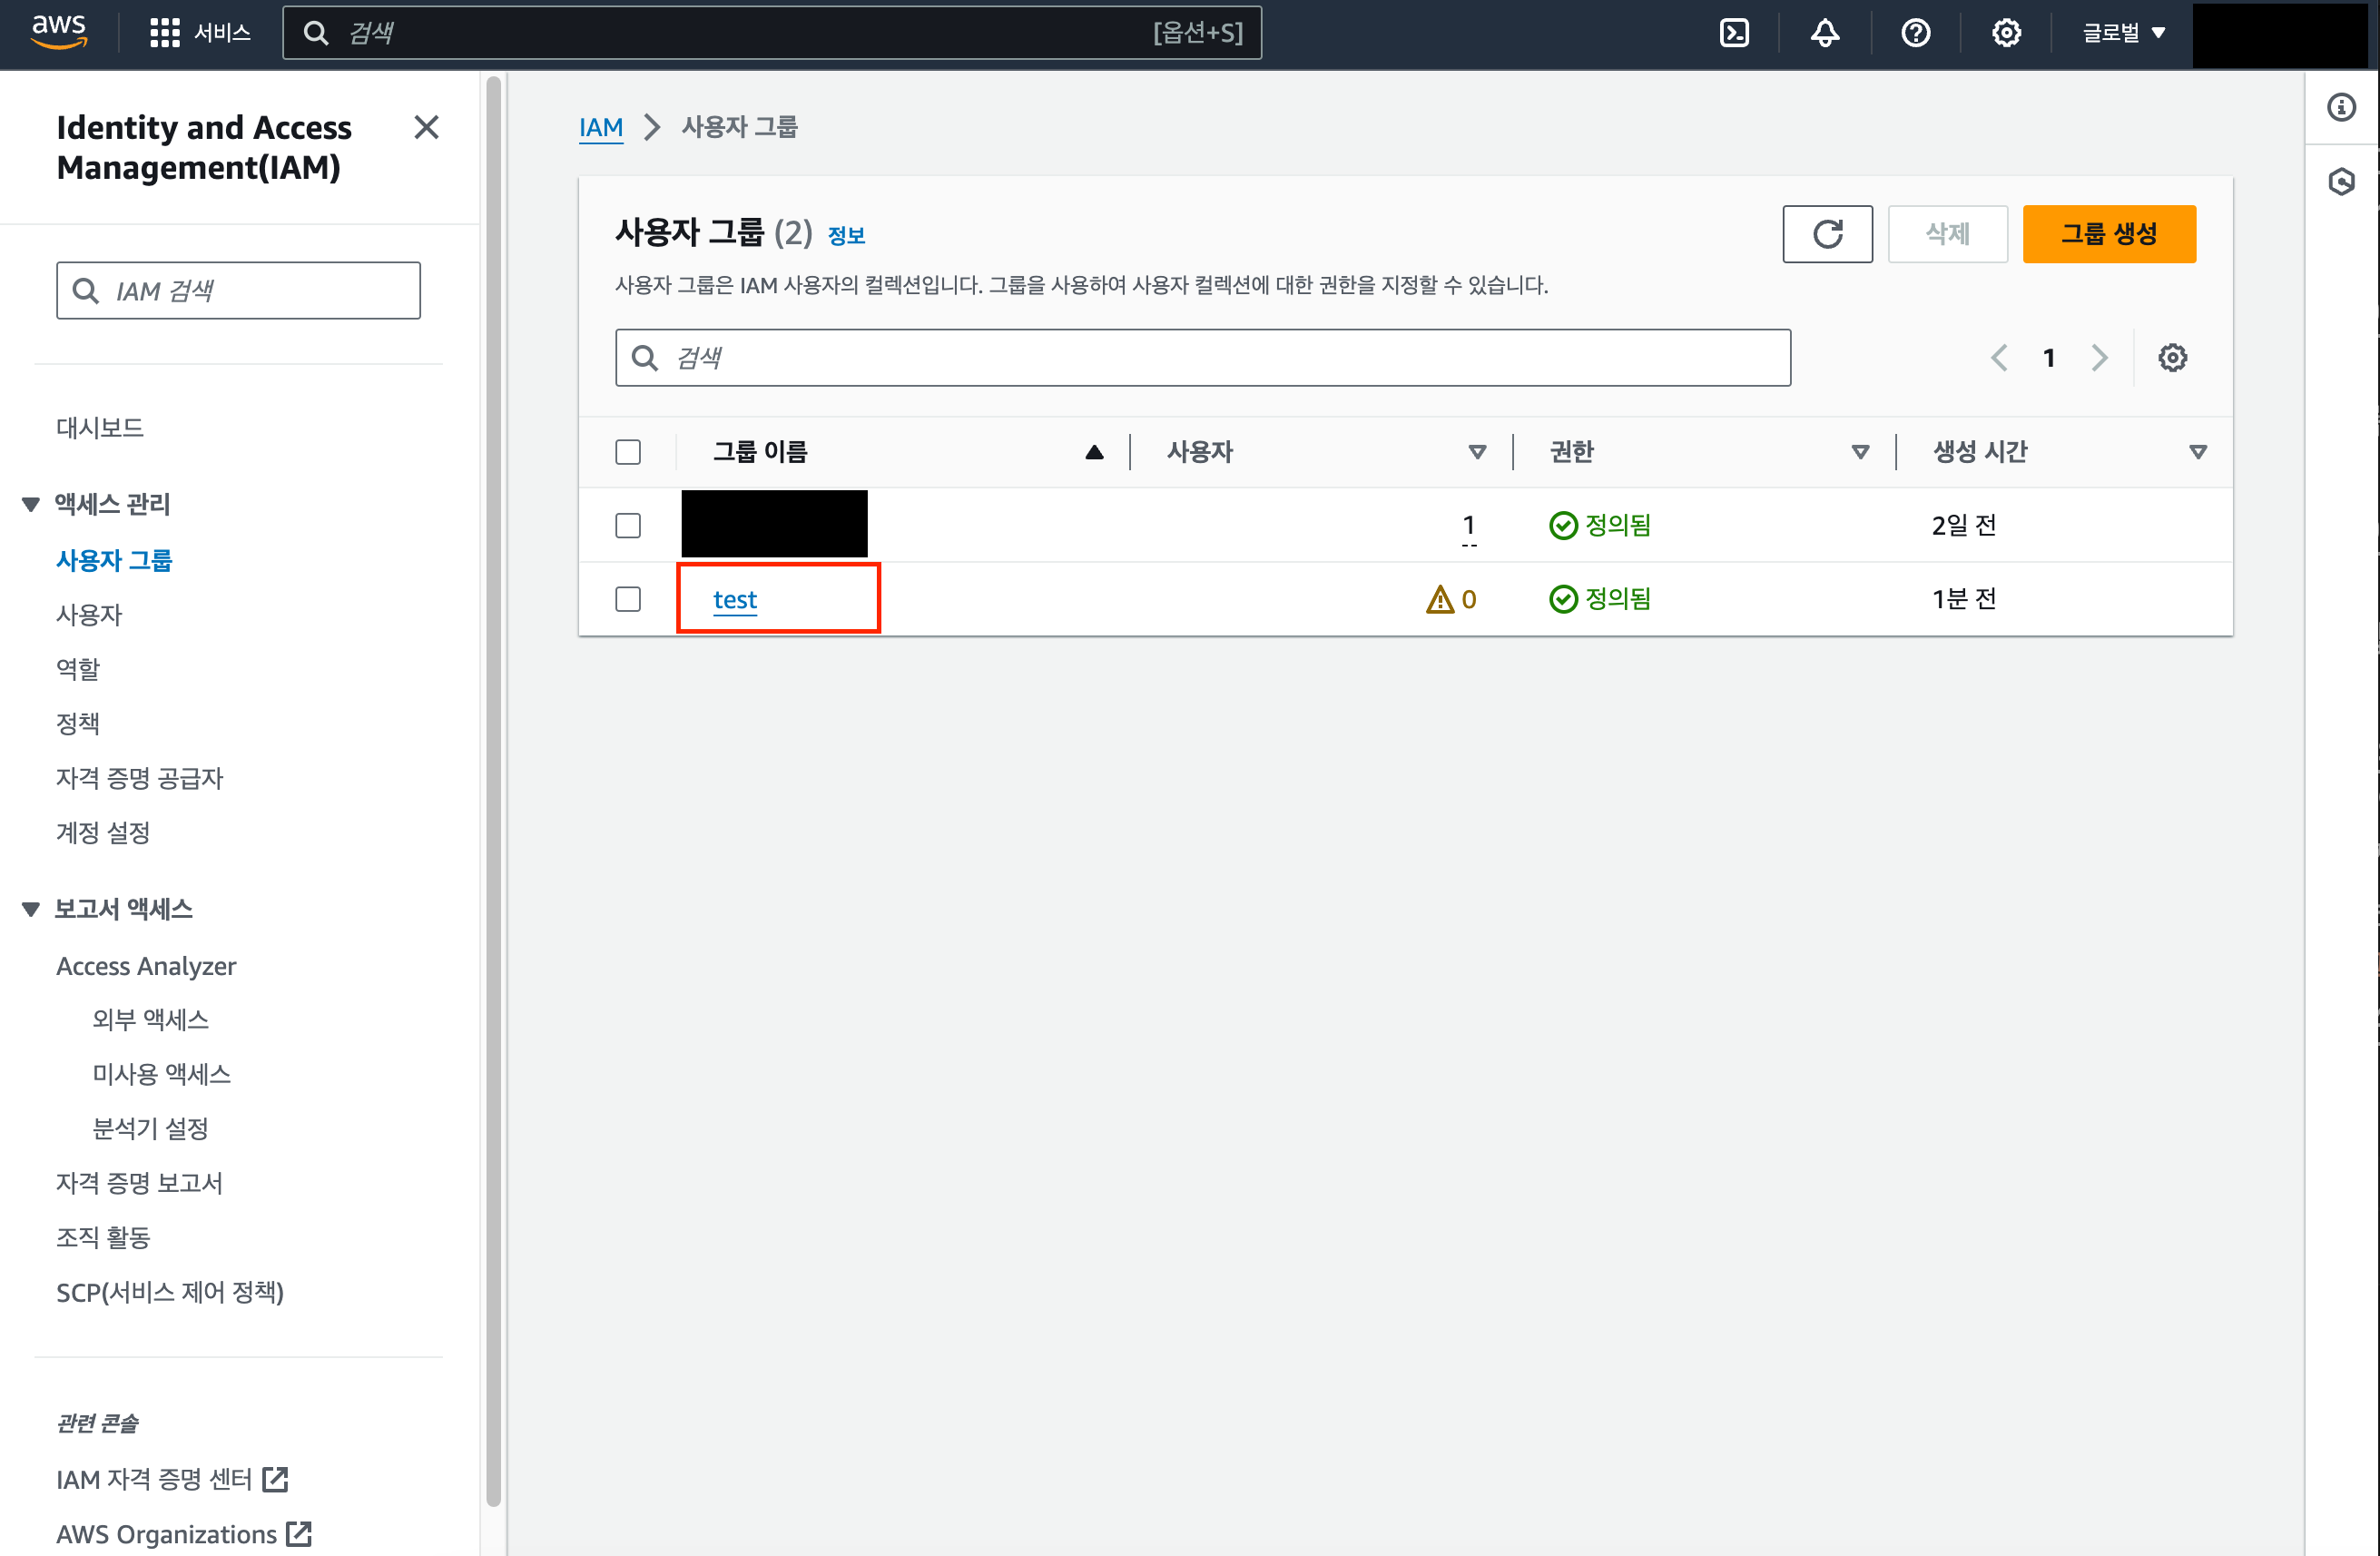 aws 서비스 검색 [옵션+S] 글로벌
Identity and Access
Management(IAM)
IAM 검색
대시보드
액세스 관리
사용자 그룹
사용자
역할
정책
자격 증명 공급자
계정 설정
보고서 액세스
Access Analyzer
외부 액세스
미사용 액세스
분석기 설정
자격 증명 보고서
조직 활동
SCP(서비스 제어 정책)
관련 콘솔
IAM 자격 증명 센터
AWS Organizations
IAM 사용자 그룹
사용자 그룹 (2) 정보
삭제 그룹 생성
사용자 그룹은 IAM 사용자의 컬렉션입니다. 그룹을 사용하여 사용자 컬렉션에 대한 권한을 지정할 수 있습니다.
검색 1
그룹 이름 사용자 권한 생성 시간
1 정의됨 2일 전
test 0 정의됨 1분 전